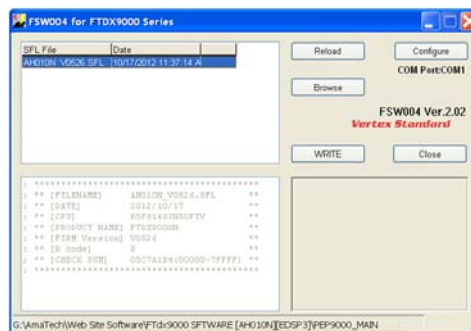 FSW004 for FTDX9000 Series
SFL File Date
AH010N_V0526.SFL 10/17/2012 11:37:14 A
Reload
Configure
COM Port:COM1
Browse
FSW004 Ver.2.02
Vertex Standard
WRITE
Close
; ******************************************
; ** [FILENAME] AH010N_V0526.SFL **
; ** [DATE] 2012/10/17 **
; ** [CPU] **
; ** [PRODUCT NAME] **
; ** [FIRM Version] V0526 **
; ** [R code] **
; ** [CHECK SUM] (00000-7FFFF) **
; ******************************************
G:\AmaTech\Web Site Software\FTdx9000 SFTWARE [AH010N][EDSP3]\PEP9000_MAIN